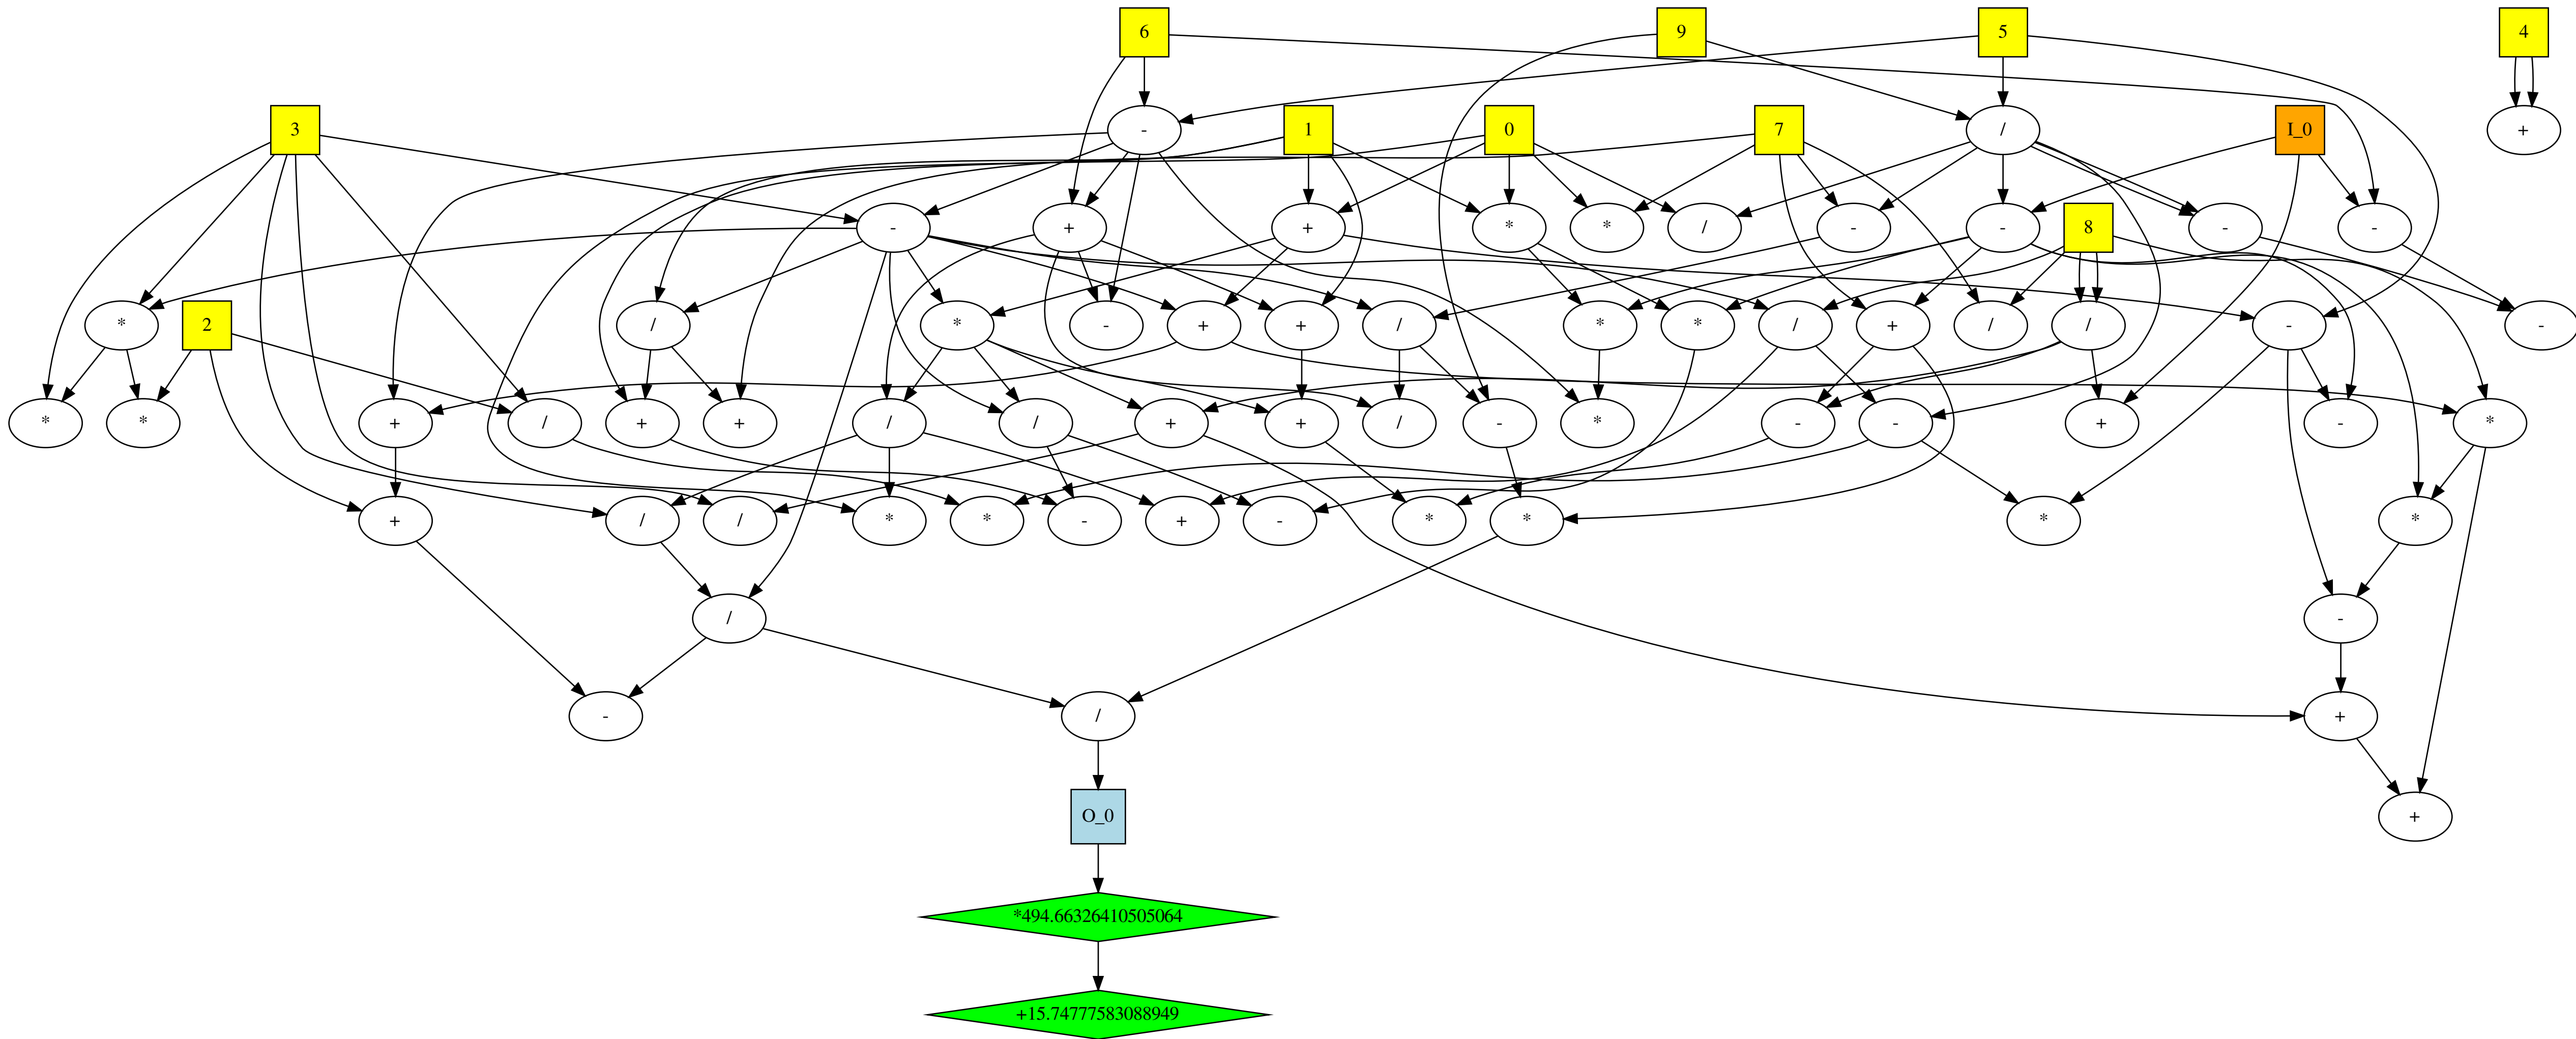 6 9 5 4
3 - 1 0 7 / I_0 +
- + + * * / - - 8 - -
* 2 / * - + + / * * / + / / - -
* * + / + + / / + + / - * - - + - *
+ / / * * - + - * * * *
/ -
- / +
O_0 +
*494.66326410505064
+15.74777583088949